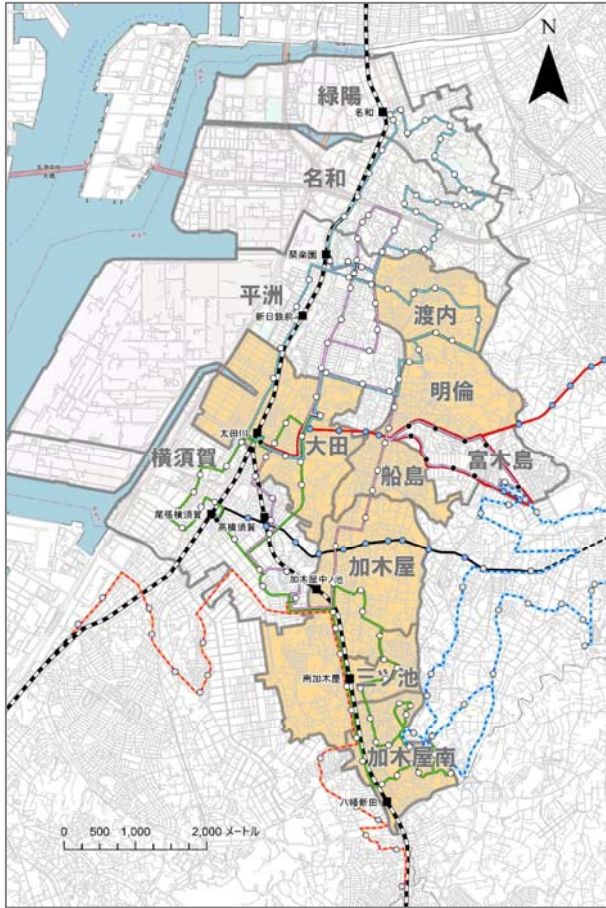 N
緑陽
名和
名和
聚楽園
平洲
新日鉄前
渡内
明倫
太田川
大田
横須賀
富木島
船島
尾張横須賀
高横須賀
加木屋
加木屋中ノ池
南加木屋
三ツ池
加木屋南
八幡新田
0 500 1,000 2,000 メートル